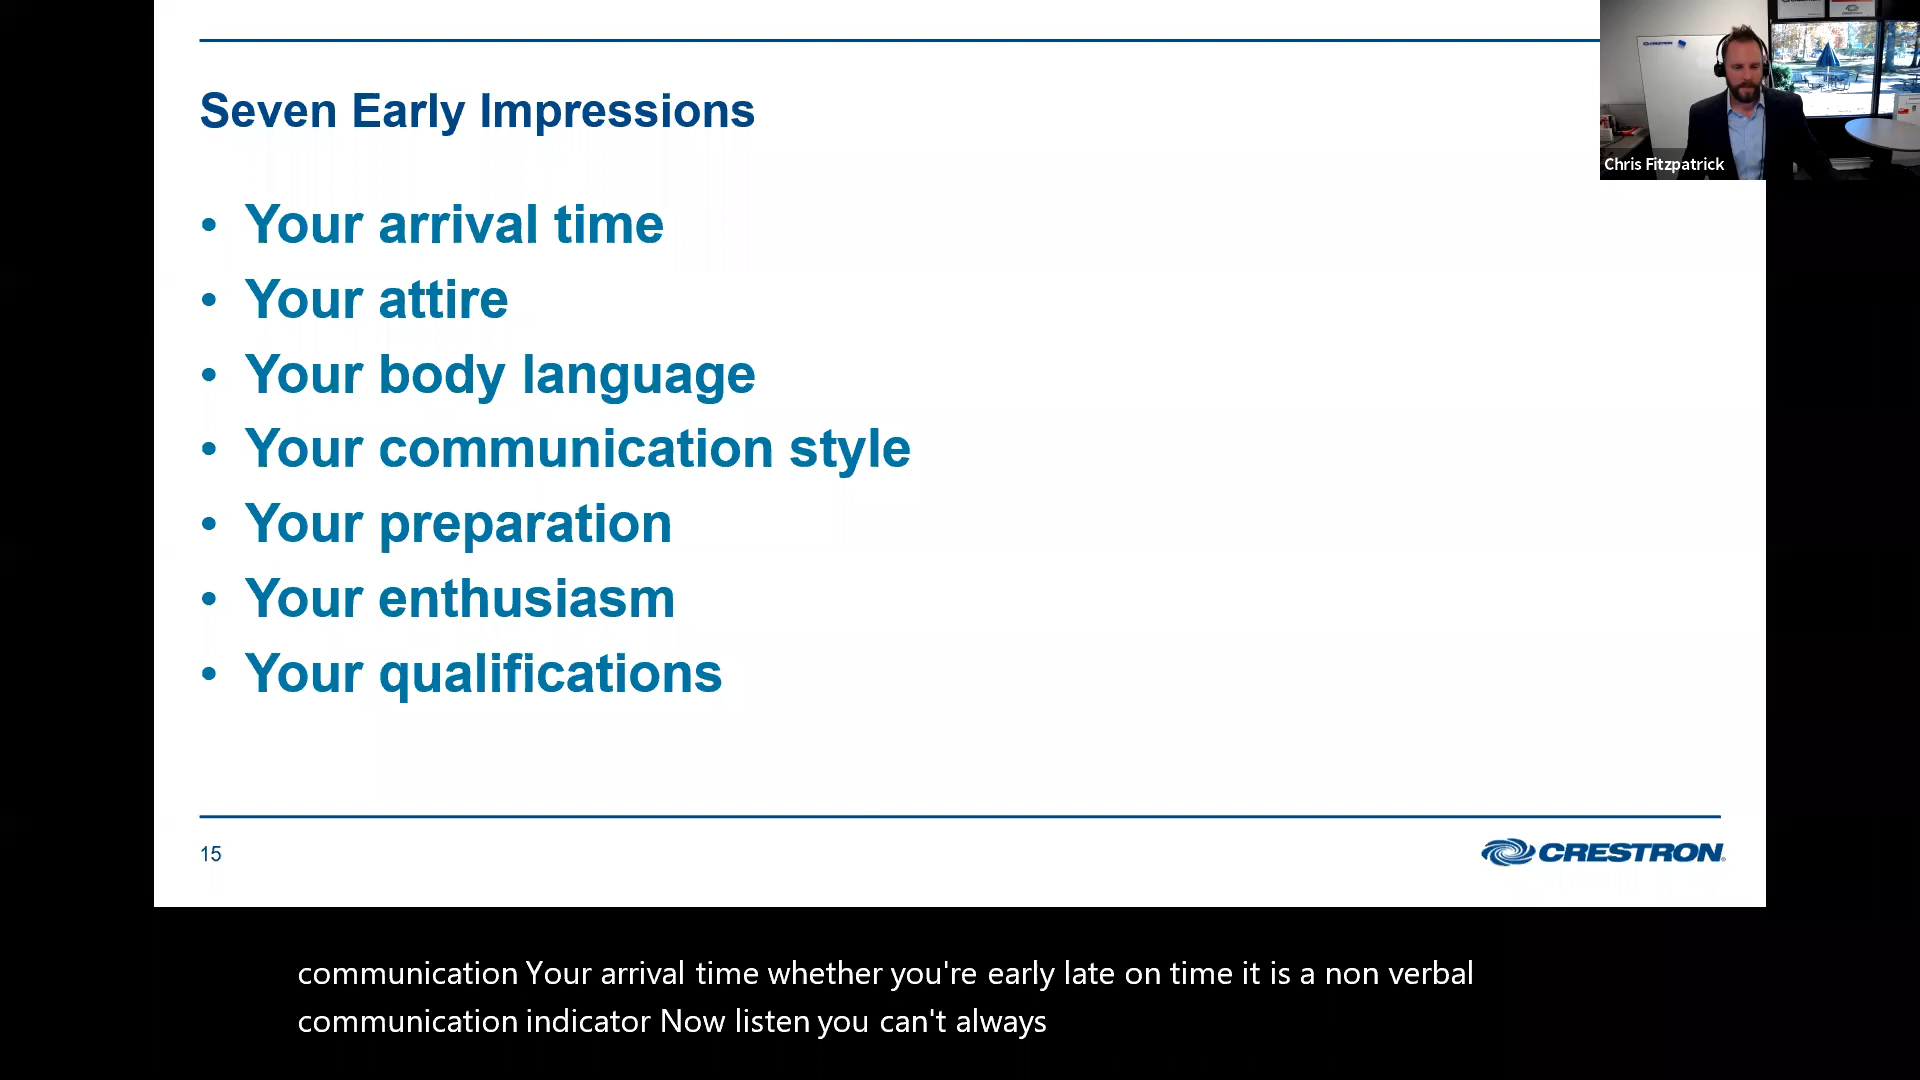 Seven Early Impressions
• Your arrival time
• Your attire
• Your body language
• Your communication style
• Your preparation
• Your enthusiasm
• Your qualifications
15
CRESTRON
CRESTRON
Chris Fitzpatrick
communication Your arrival time whether you're early late on time it is a non verbal
communication indicator Now listen you can't always